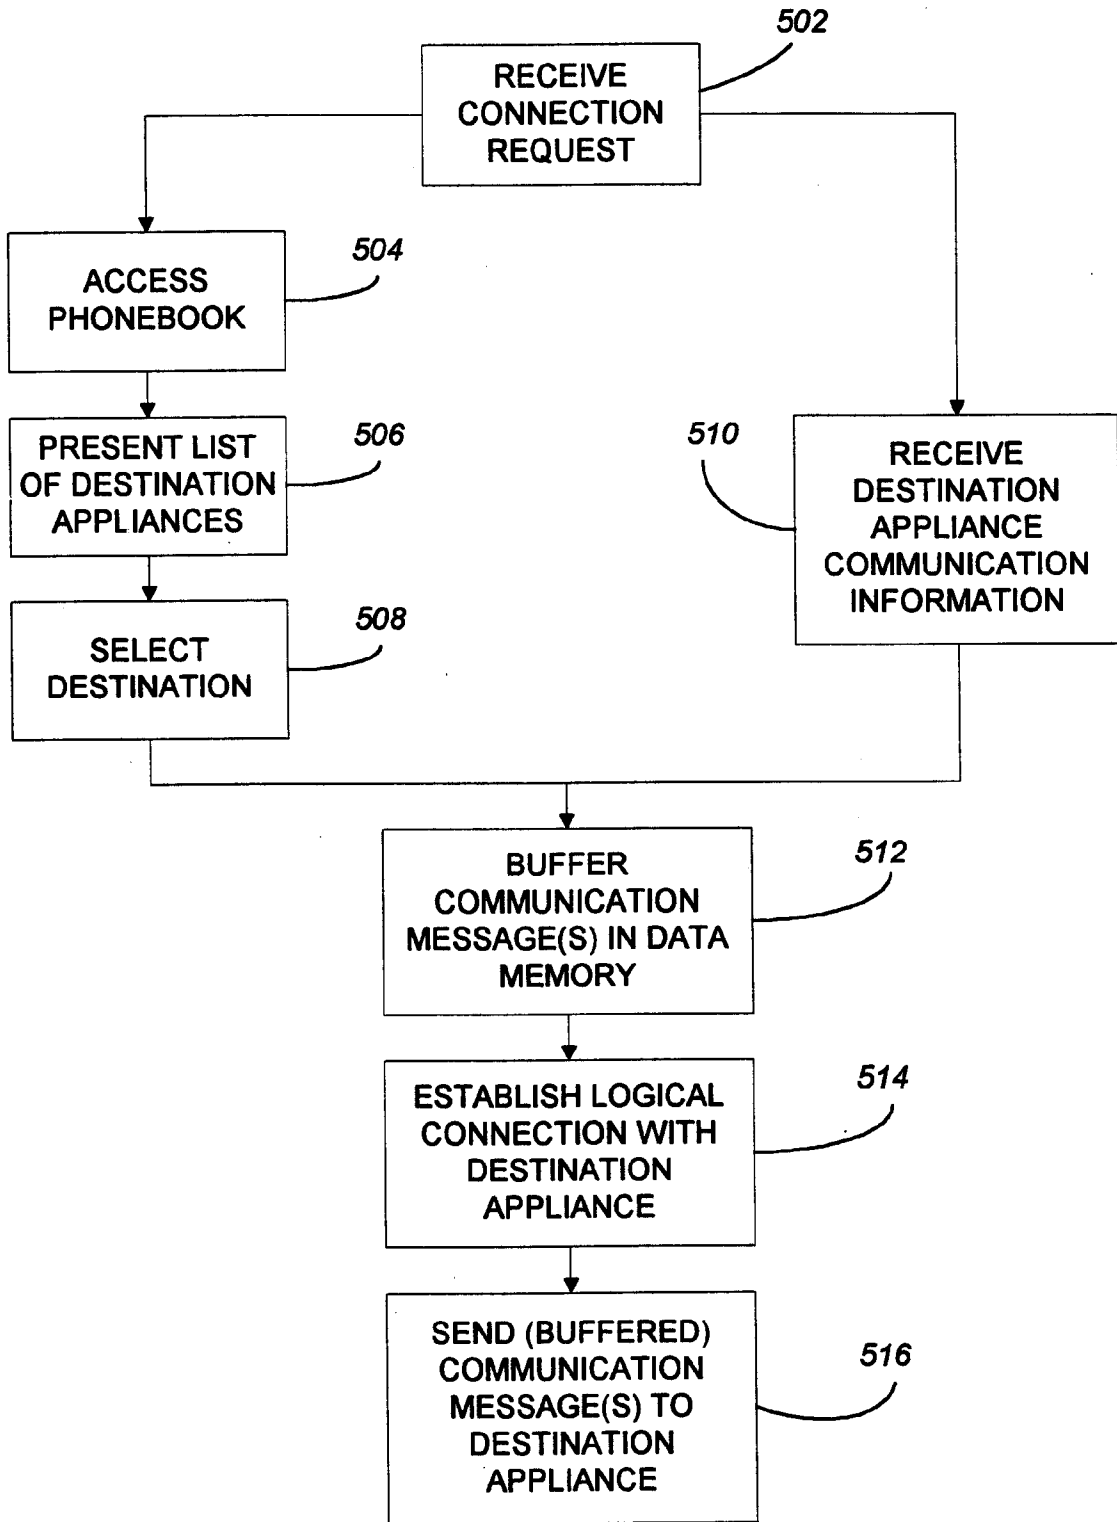 502
RECEIVE
CONNECTION
REQUEST
504
ACCESS
PHONEBOOK
506
PRESENT LIST
OF DESTINATION
APPLIANCES
510
RECEIVE
DESTINATION
APPLIANCE
COMMUNICATION
INFORMATION
508
SELECT
DESTINATION
512
BUFFER
COMMUNICATION
MESSAGE(S) IN DATA
MEMORY
514
ESTABLISH LOGICAL
CONNECTION WITH
DESTINATION
APPLIANCE
516
SEND (BUFFERED)
COMMUNICATION
MESSAGE(S) TO
DESTINATION
APPLIANCE